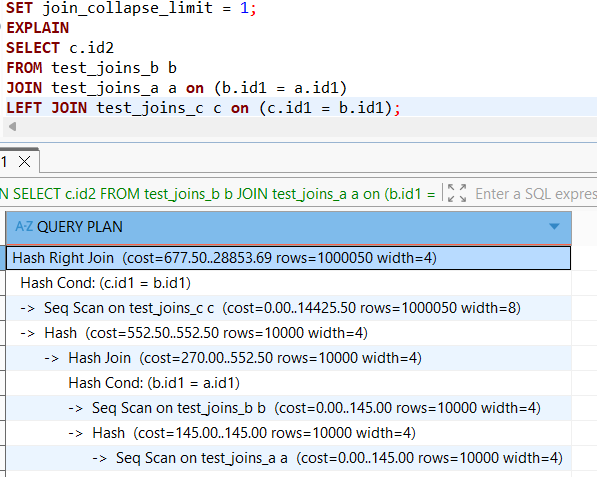 SET join_collapse_limit = 1;
EXPLAIN
SELECT c.id2
FROM test_joins_b b
JOIN test_joins_a a on (b.id1 = a.id1)
LEFT JOIN test_joins_c c on (c.id1 = b.id1);
1
N SELECT c.id2 FROM test_joins_b b JOIN test_joins_a a on (b.id1 = Enter a SQL expres
A-Z QUERY PLAN
Hash Right Join (cost=677.50..28853.69 rows=1000050 width=4)
Hash Cond: (c.id1 = b.id1)
-> Seq Scan on test_joins_c c (cost=0.00..14425.50 rows=1000050 width=8)
-> Hash (cost=552.50..552.50 rows=10000 width=4)
-> Hash Join (cost=270.00..552.50 rows=10000 width=4)
Hash Cond: (b.id1 = a.id1)
-> Seq Scan on test_joins_b b (cost=0.00..145.00 rows=10000 width=4)
-> Hash (cost=145.00..145.00 rows=10000 width=4)
-> Seq Scan on test_joins_a a (cost=0.00..145.00 rows=10000 width=4)